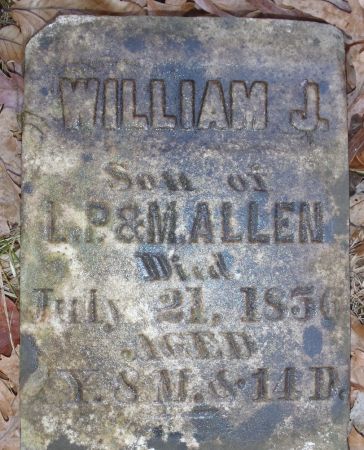 WILLIAM J.
Son of
L. P. & M. ALLEN
Died
July 21, 1856
AGED
Y. 8 M. & 14 D.